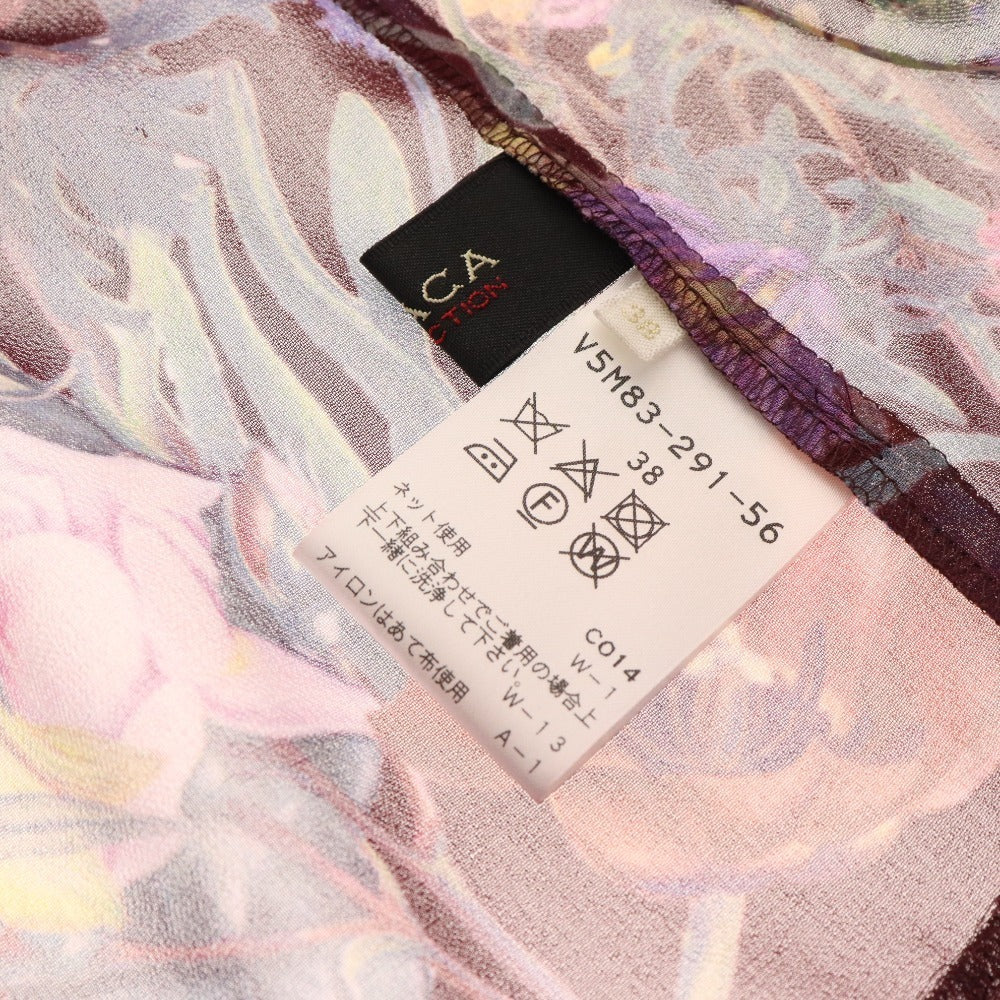 ACA
CTION
38
V5M83-291-56
38
F
W
ネット使用
上下組み合わせでご着用の場合上
下一緒に洗浄して下さい。
アイロンはあて布使用
C014
W-1
W-13
A-1